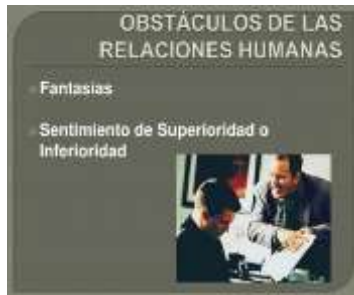 OBSTÁCULOS DE LAS
RELACIONES HUMANAS
Fantasías
Sentimiento de Superioridad o
Inferioridad